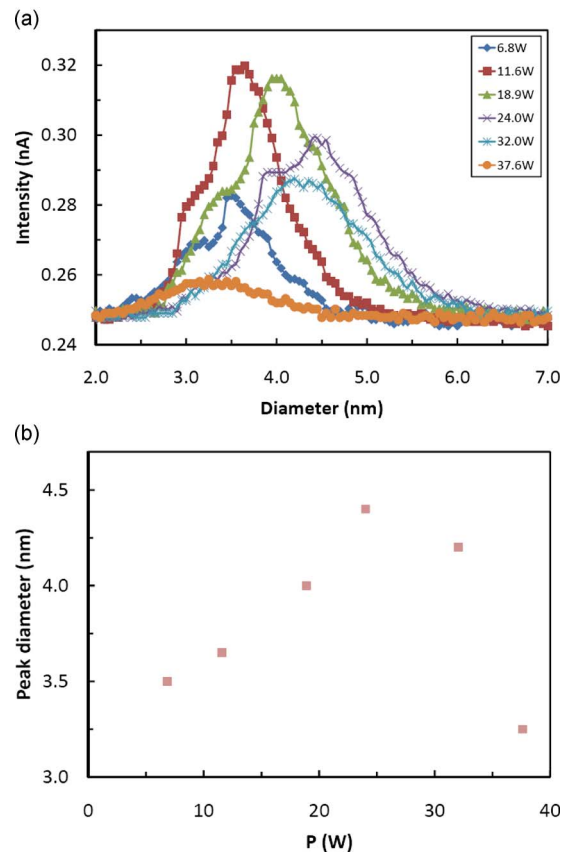 (a)
0.32
0.30
0.28
0.26
0.24
Intensity (nA)
6.8W
11.6W
18.9W
24.0W
32.0W
37.6W
2.0 3.0 4.0 5.0 6.0 7.0
Diameter (nm)
(b)
4.5
4.0
3.5
3.0
Peak diameter (nm)
0 10 20 30 40
P (W)